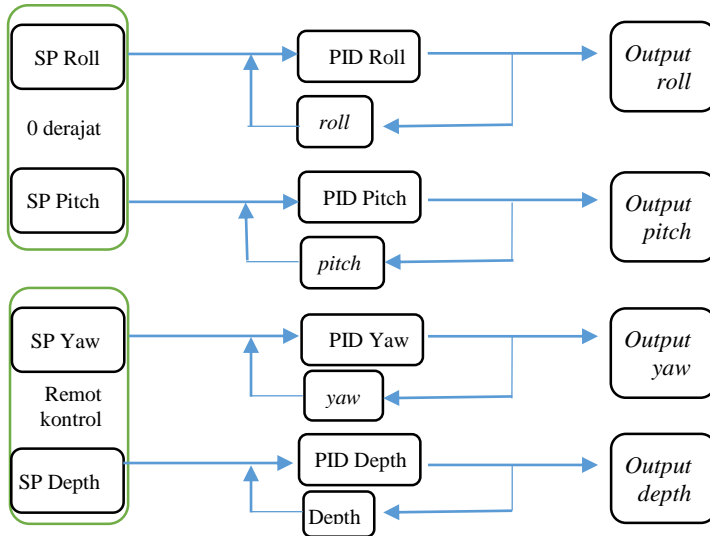 SP Roll
PID Roll
Output
roll
roll
0 derajat
SP Pitch
PID Pitch
Output
pitch
pitch
SP Yaw
PID Yaw
Output
yaw
yaw
Remot
kontrol
SP Depth
PID Depth
Output
depth
Depth